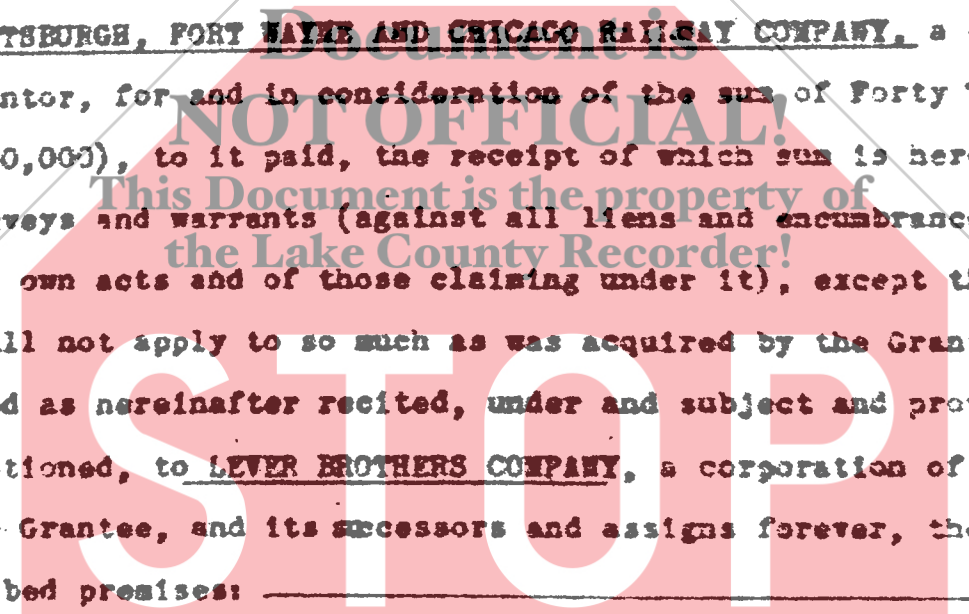 TSBURGH, FORT WAYNE AND CHICAGO RAILWAY COMPANY, a
Document is
ntor, for and in consideration of the sum of Forty
NOT OFFICIAL!
0,000), to it paid, the receipt of which sum is her
This Document is the property of
veys and warrants (against all liens and encumbranc
the Lake County Recorder!
own acts and of those claiming under it), except t
ll not apply to so much as was acquired by the Gran
d as hereinafter recited, under and subject and pro
tioned, to LEVER BROTHERS COMPANY, a corporation of
Grantee, and its successors and assigns forever, th
bed premises:
STOP